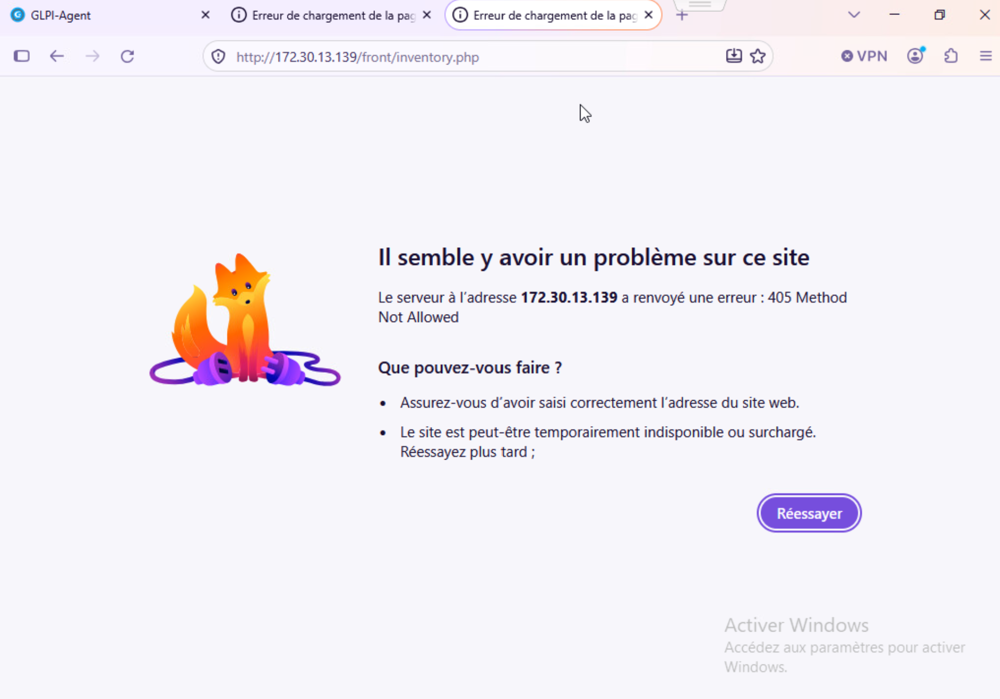 GLPI-Agent
Erreur de chargement de la pag
Erreur de chargement de la pag
http://172.30.13.139/front/inventory.php
VPN
Il semble y avoir un problème sur ce site
Le serveur à l’adresse 172.30.13.139 a renvoyé une erreur : 405 Method
Not Allowed
Que pouvez-vous faire ?
• Assurez-vous d’avoir saisi correctement l’adresse du site web.
• Le site est peut-être temporairement indisponible ou surchargé.
Réessayez plus tard ;
Réessayer
Activer Windows
Accédez aux paramètres pour activer
Windows.